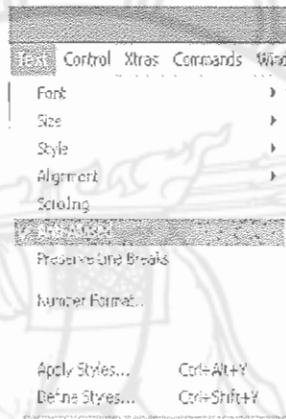 Text Control Xtras Commands Wind
Font
Size
Style
Alignment
Scrolling
Preserve Line Breaks
Number Format...
Apply Styles... Ctrl+Alt+Y
Define Styles... Ctrl+Shift+Y